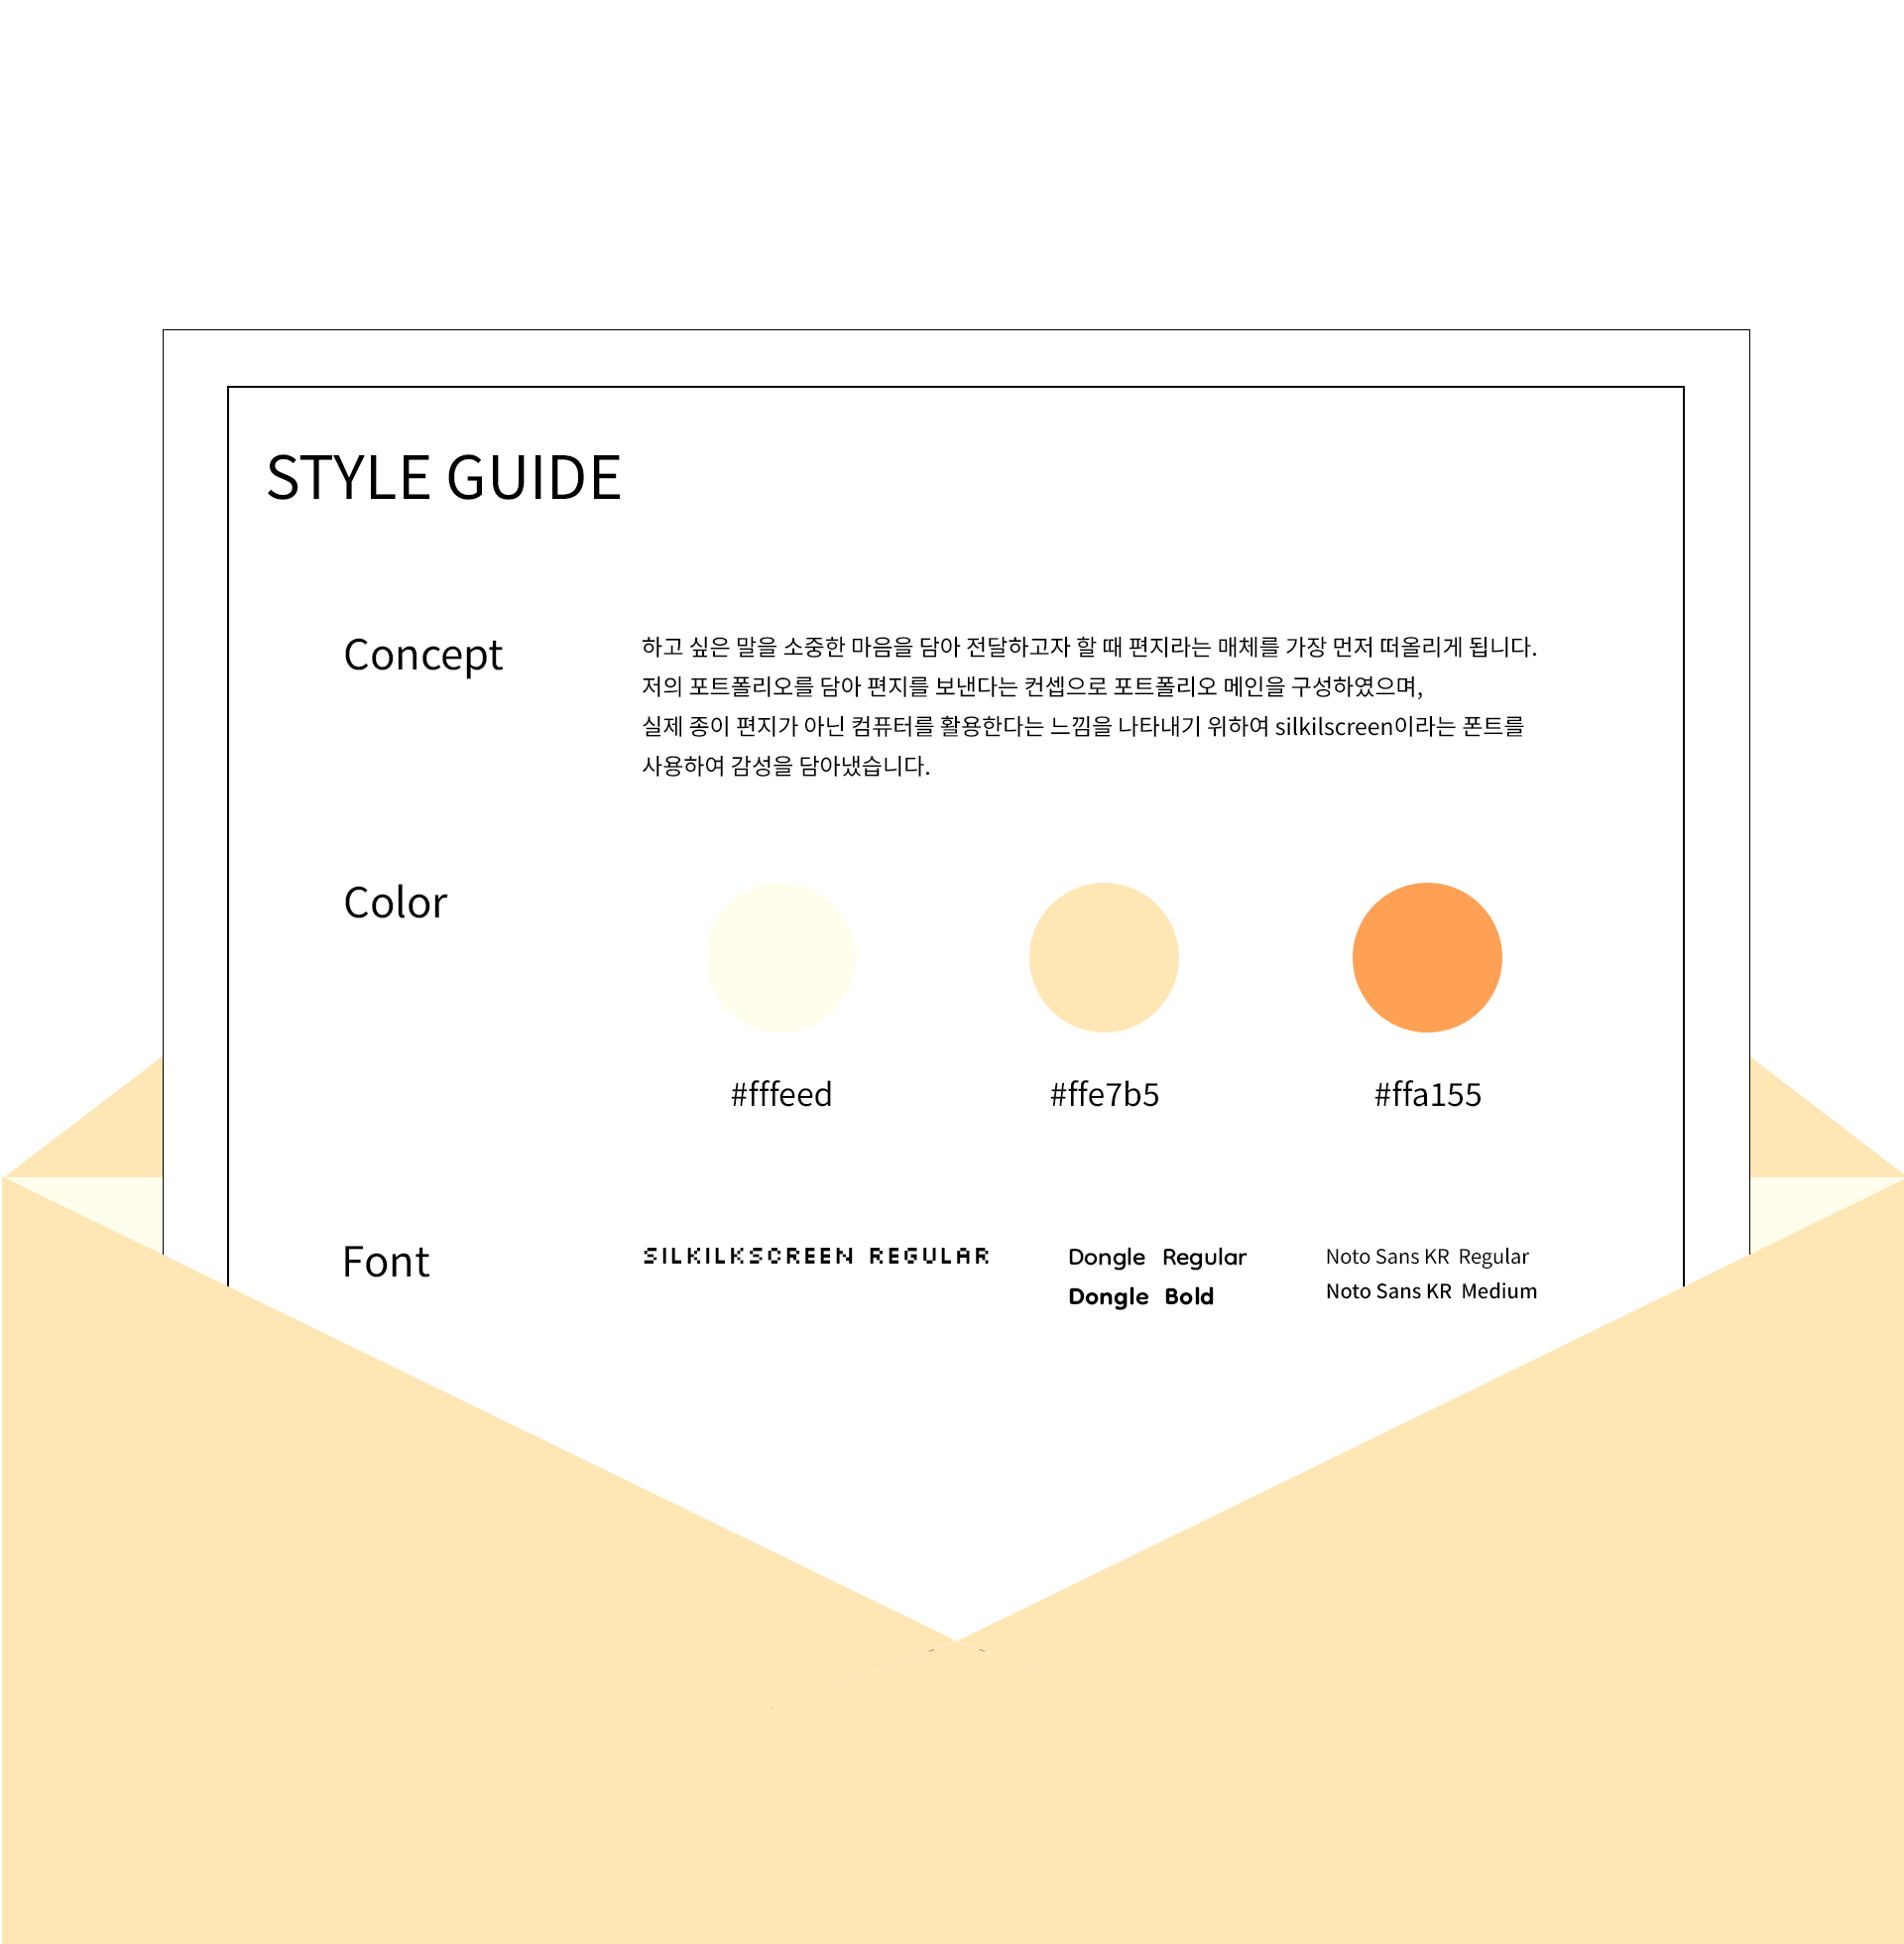 STYLE GUIDE
Concept
하고 싶은 말을 소중한 마음을 담아 전달하고자 할 때 편지라는 매체를 가장 먼저 떠올리게 됩니다.
저의 포트폴리오를 담아 편지를 보낸다는 컨셉으로 포트폴리오 메인을 구성하였으며,
실제 종이 편지가 아닌 컴퓨터를 활용한다는 느낌을 나타내기 위하여 silkilscreen이라는 폰트를
사용하여 감성을 담아냈습니다.
Color
#fffeed #ffe7b5 #ffa155
Font
SILKILKSCREEN REGULAR Dongle Regular Noto Sans KR Regular
Dongle Bold Noto Sans KR Medium